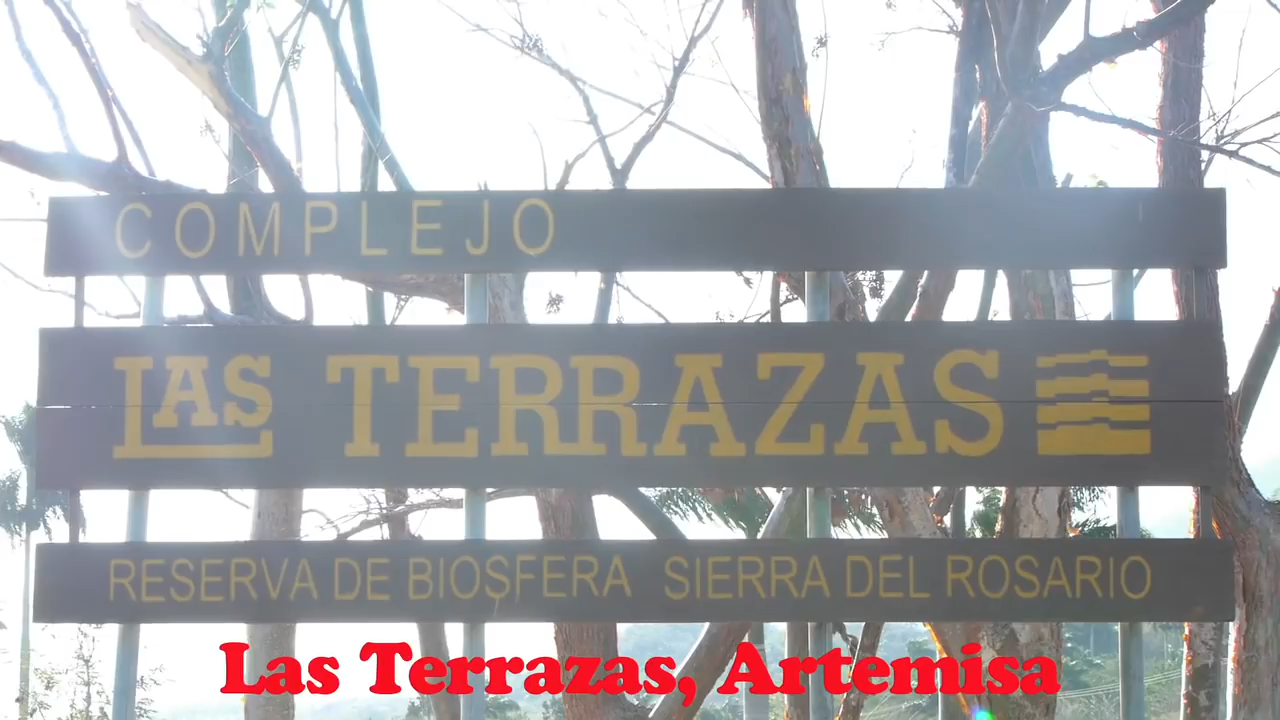 COMPLEJO
LAS TERRAZAS
RESERVA DE BIOSFERA SIERRA DEL ROSARIO
Las Terrazas, Artemisa